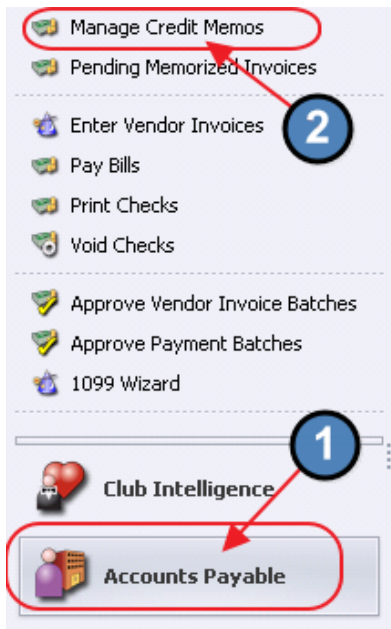 Manage Credit Memos
Pending Memorized Invoices
Enter Vendor Invoices
2
Pay Bills
Print Checks
Void Checks
Approve Vendor Invoice Batches
Approve Payment Batches
1099 Wizard
1
Club Intelligence
Accounts Payable